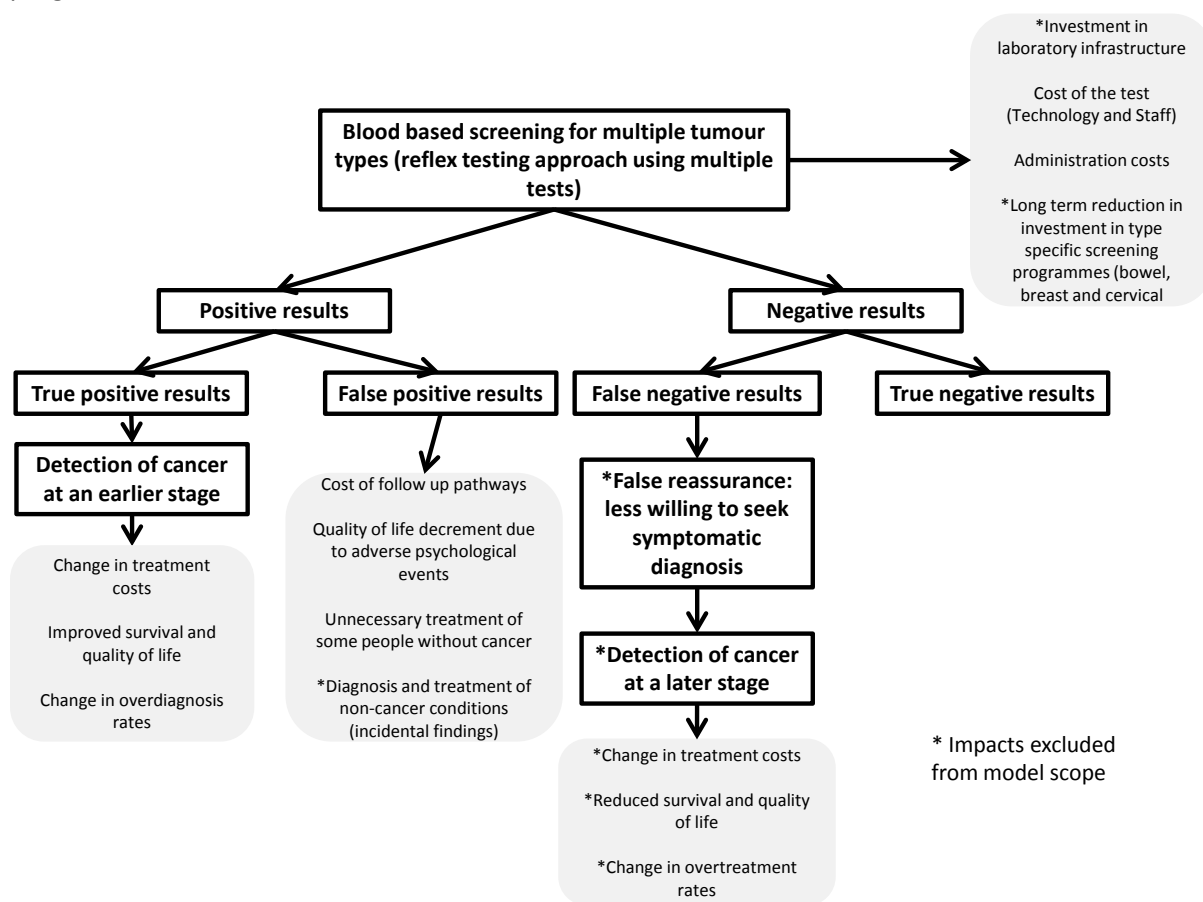 *Investment in
laboratory infrastructure
Cost of the test
(Technology and Staff)
Administration costs
*Long term reduction in
investment in type
specific screening
programmes (bowel,
breast and cervical
Blood based screening for multiple tumour
types (reflex testing approach using multiple
tests)
Positive results
Negative results
True positive results
False positive results
False negative results
True negative results
Detection of cancer
at an earlier stage
Change in treatment
costs
Improved survival and
quality of life
Change in overdiagnosis
rates
Cost of follow up pathways
Quality of life decrement due
to adverse psychological
events
Unnecessary treatment of
some people without cancer
*Diagnosis and treatment of
non-cancer conditions
(incidental findings)
*False reassurance:
less willing to seek
symptomatic
diagnosis
*Detection of cancer
at a later stage
*Change in treatment costs
*Reduced survival and quality
of life
*Change in overtreatment
rates
* Impacts excluded
from model scope